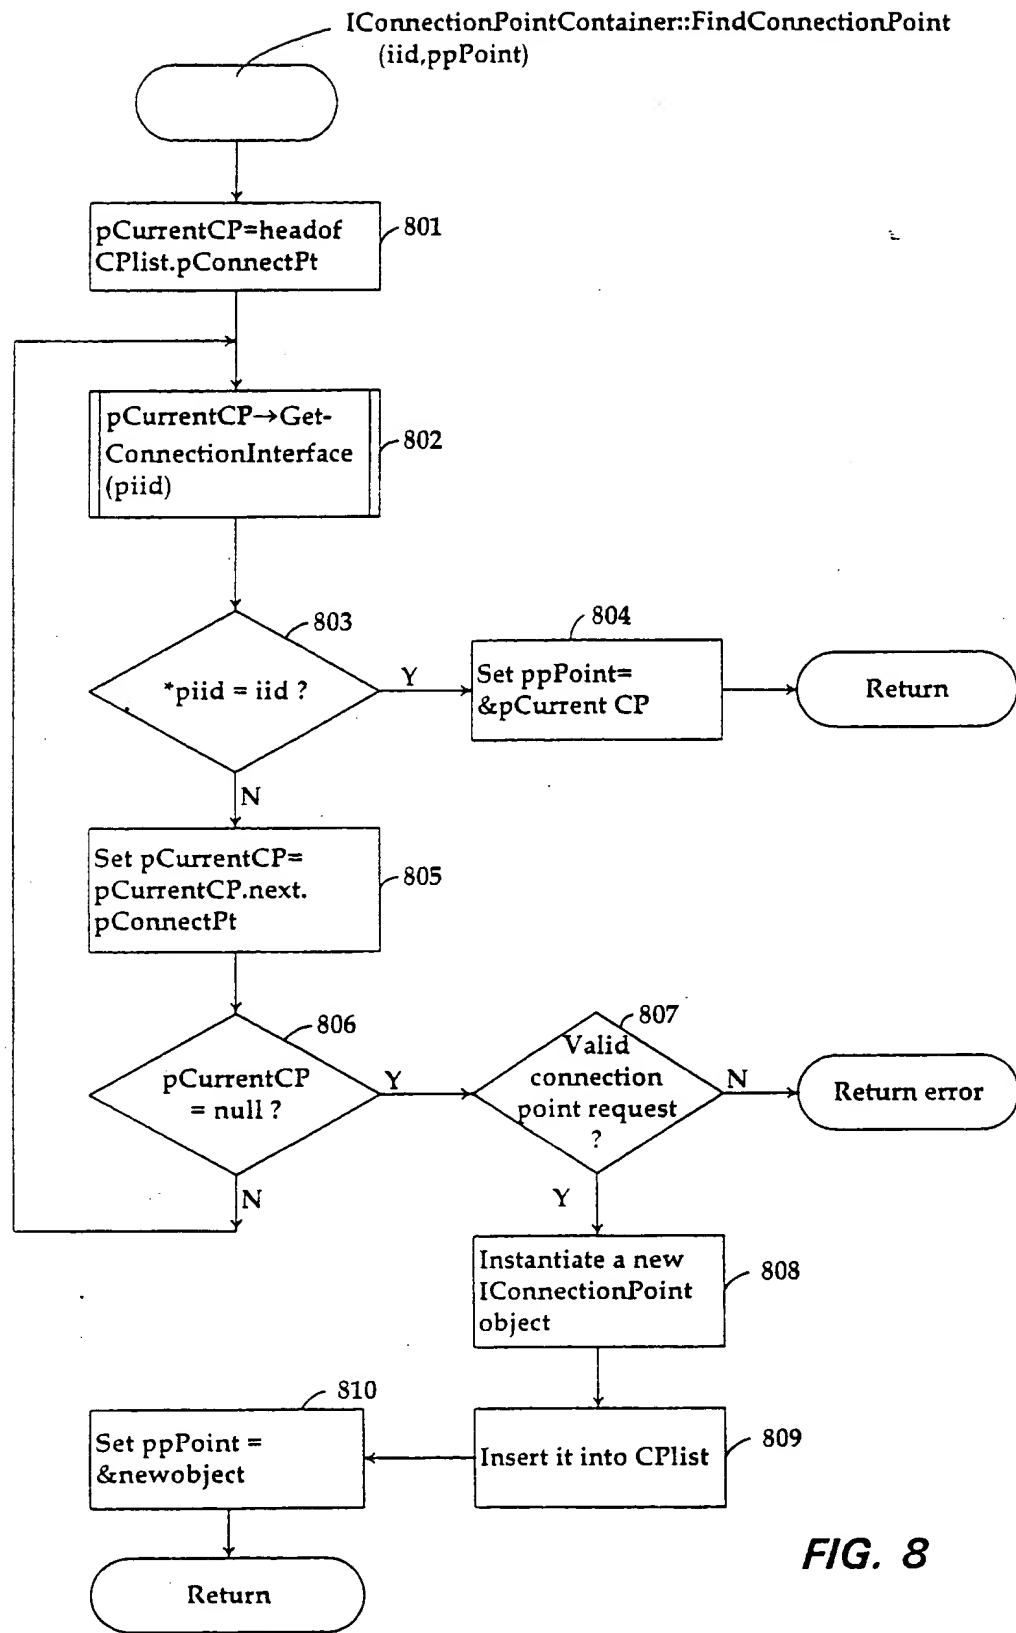 IConnectionPointContainer::FindConnectionPoint
(iid,ppPoint)
pCurrentCP=headof
CPlist.pConnectPt
801
pCurrentCP→Get-
ConnectionInterface
(piid)
802
803
*piid = iid ?
Y
804
Set ppPoint=
&pCurrent CP
Return
N
Set pCurrentCP=
pCurrentCP.next.
pConnectPt
805
806
pCurrentCP
= null ?
Y
807
Valid
connection
point request
?
N
Return error
N
Y
Instantiate a new
IConnectionPoint
object
808
810
Set ppPoint =
&newobject
Insert it into CPlist
809
Return
FIG. 8